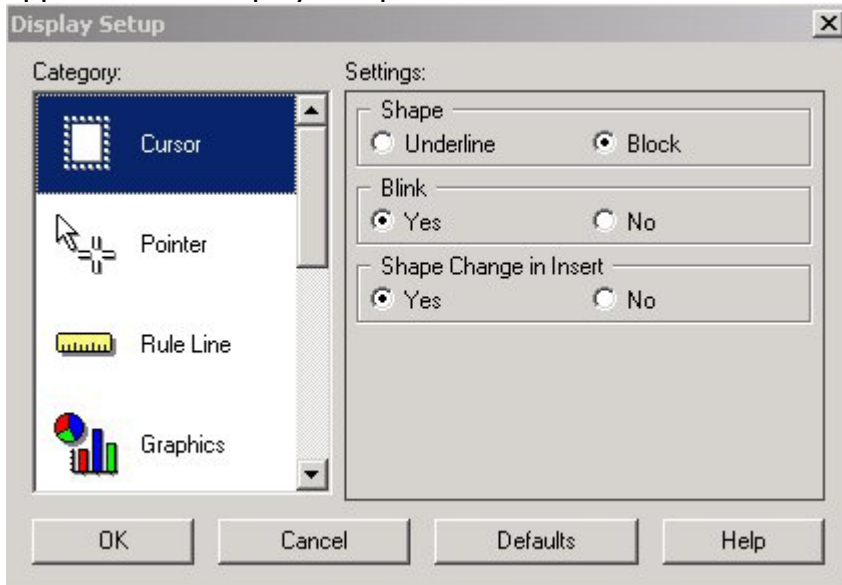 Display Setup
Category:
Settings:
Cursor
Pointer
Rule Line
Graphics
Shape
Underline Block
Blink
Yes No
Shape Change in Insert
Yes No
OK Cancel Defaults Help